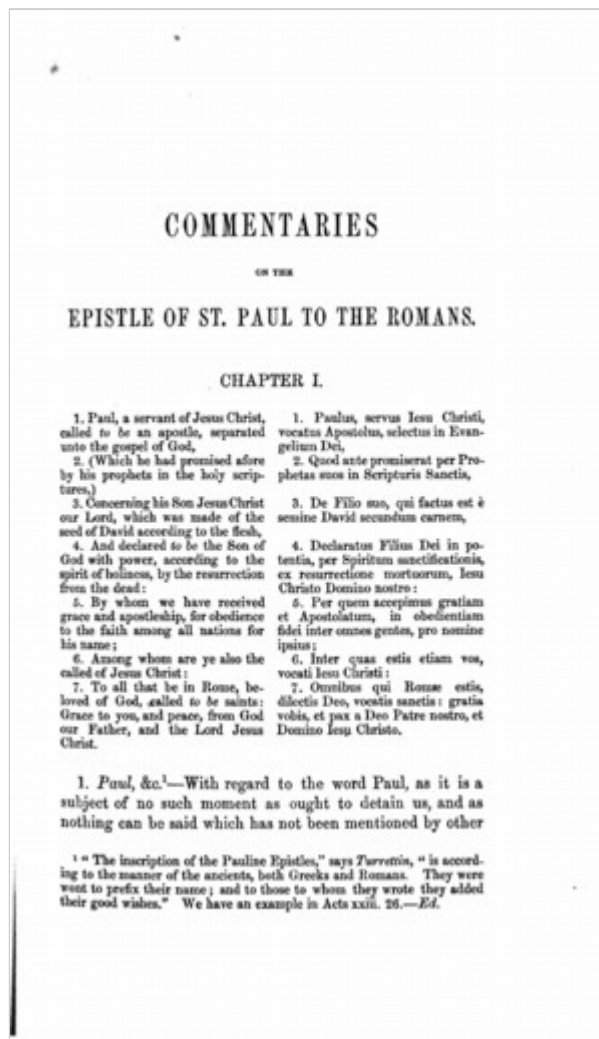 COMMENTARIES
ON THE
EPISTLE OF ST. PAUL TO THE ROMANS.
CHAPTER I.
1. Paul, a servant of Jesus Christ,
called to be an apostle, separated
unto the gospel of God,
2. (Which he had promised afore
by his prophets in the holy scrip-
tures,)
3. Concerning his Son Jesus Christ
our Lord, which was made of the
seed of David according to the flesh,
4. And declared to be the Son of
God with power, according to the
spirit of holiness, by the resurrection
from the dead:
5. By whom we have received
grace and apostleship, for obedience
to the faith among all nations for
his name;
6. Among whom are ye also the
called of Jesus Christ:
7. To all that be in Rome, be-
loved of God, called to be saints:
Grace to you, and peace, from God
our Father, and the Lord Jesus
Christ.
1. Paulus, servus Iesu Christi,
vocatus Apostolus, selectus in Evan-
gelium Dei,
2. Quod ante promiserat per Pro-
phetas suos in Scripturis Sanctis,
3. De Filio suo, qui factus est è
semine David secundum carnem,
4. Declaratus Filius Dei in po-
tentia, per Spiritum sanctificationis,
ex resurrectione mortuorum, Iesu
Christo Domino nostro:
5. Per quem accepimus gratiam
et Apostolatum, in obedientiam
fidei inter omnes gentes, pro nomine
ipsius;
6. Inter quas estis etiam vos,
vocati Iesu Christi:
7. Omnibus qui Romæ estis,
dilectis Deo, vocatis sanctis: gratia
vobis, et pax a Deo Patre nostro, et
Domino Iesu Christo.
1. Paul, &c.¹—With regard to the word Paul, as it is a
subject of no such moment as ought to detain us, and as
nothing can be said which has not been mentioned by other
¹ "The inscription of the Pauline Epistles," says Turrettin, "is accord-
ing to the manner of the ancients, both Greeks and Romans. They were
wont to prefix their name; and to those to whom they wrote they added
their good wishes." We have an example in Acts xxiii. 26.—Ed.